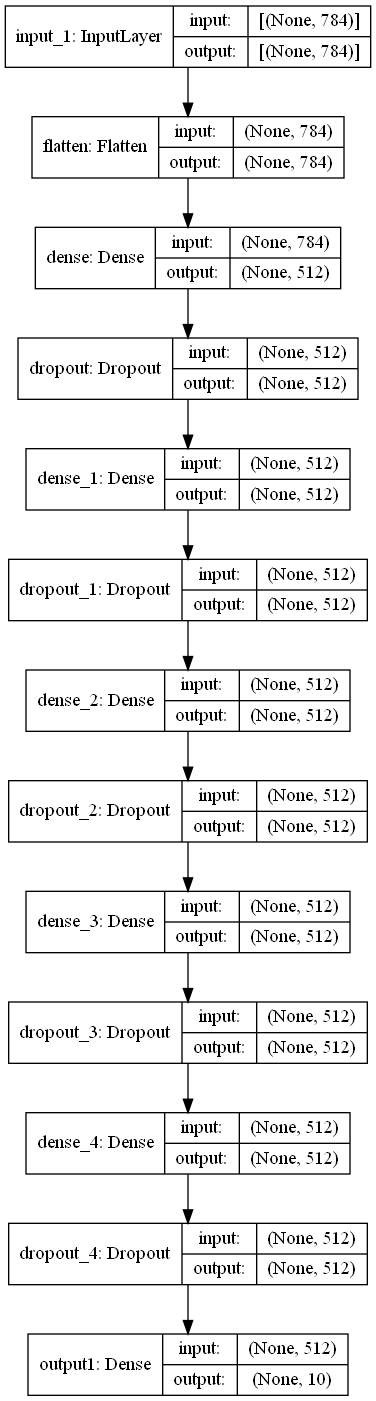 input_1: InputLayer
input: [(None, 784)]
output: [(None, 784)]
flatten: Flatten
input: (None, 784)
output: (None, 784)
dense: Dense
input: (None, 784)
output: (None, 512)
dropout: Dropout
input: (None, 512)
output: (None, 512)
dense_1: Dense
input: (None, 512)
output: (None, 512)
dropout_1: Dropout
input: (None, 512)
output: (None, 512)
dense_2: Dense
input: (None, 512)
output: (None, 512)
dropout_2: Dropout
input: (None, 512)
output: (None, 512)
dense_3: Dense
input: (None, 512)
output: (None, 512)
dropout_3: Dropout
input: (None, 512)
output: (None, 512)
dense_4: Dense
input: (None, 512)
output: (None, 512)
dropout_4: Dropout
input: (None, 512)
output: (None, 512)
output1: Dense
input: (None, 512)
output: (None, 10)